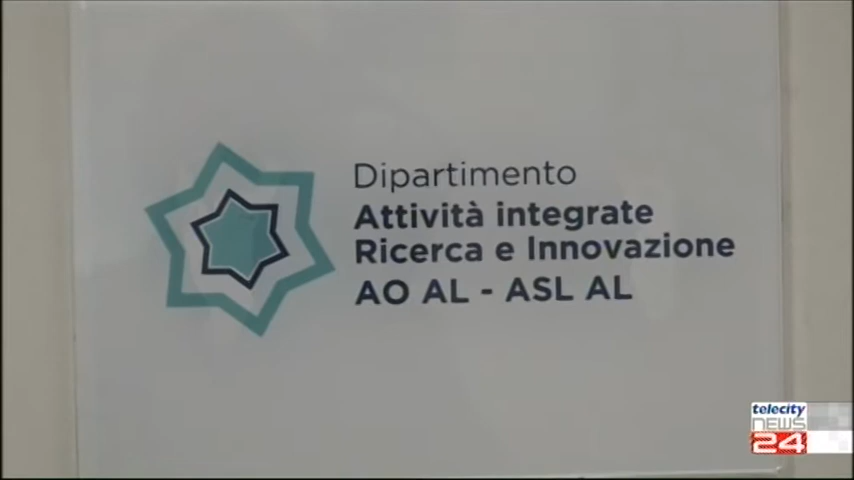 Dipartimento
Attività integrate
Ricerca e Innovazione
AO AL - ASL AL
telecity
NEWS
24